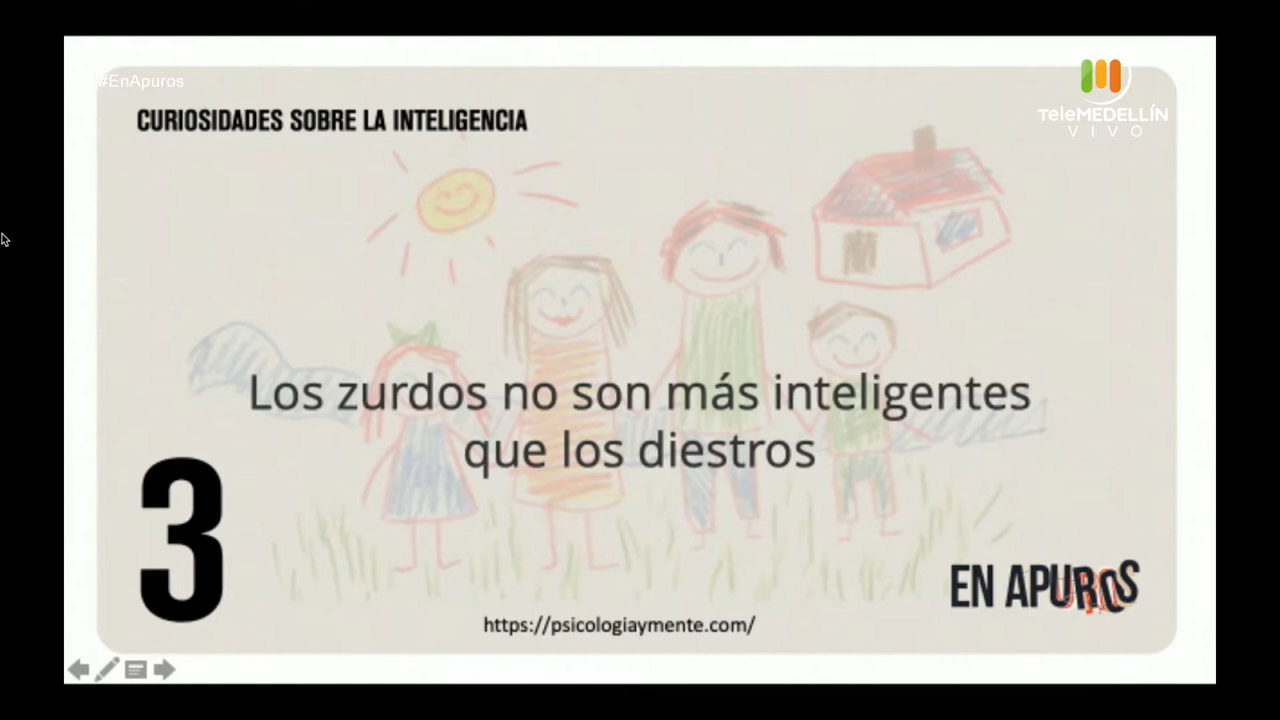 #EnApuros
TeleMEDELLÍN
VIVO
CURIOSIDADES SOBRE LA INTELIGENCIA
Los zurdos no son más inteligentes
que los diestros
3
EN APUROS
https://psicologiaymente.com/